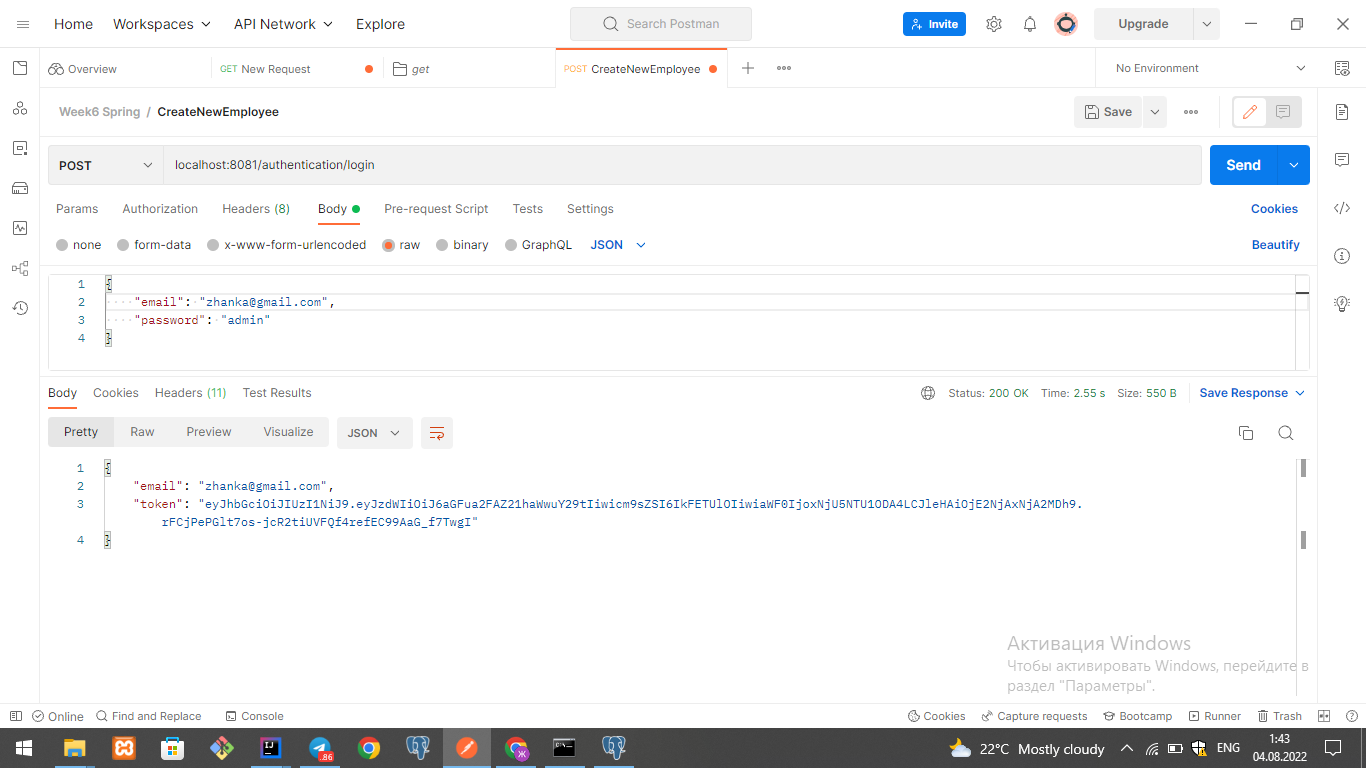 Home Workspaces API Network Explore Search Postman Invite Upgrade
Overview GET New Request get POST CreateNewEmployee No Environment
Week6 Spring / CreateNewEmployee Save
POST localhost:8081/authentication/login Send
Params Authorization Headers (8) Body Pre-request Script Tests Settings Cookies
none form-data x-www-form-urlencoded raw binary GraphQL JSON Beautify
1 {
2 "email": "zhanka@gmail.com",
3 "password": "admin"
4 }
Body Cookies Headers (11) Test Results Status: 200 OK Time: 2.55 s Size: 550 B Save Response
Pretty Raw Preview Visualize JSON
1 {
2 "email": "zhanka@gmail.com",
3 "token": "eyJhbGciOiJIUzI1NiJ9.eyJzdWIiOiJ6aGFua2FAZ21haWwuY29tIiwicm9sZSI6IkFETUlOIiwiaWF0IjoxNjU5NTU1ODA4LCJleHAiOjE2NjAxNjA2MDh9.
rFCjPePGlt7os-jcR2tiUVFQf4refEC99AaG_f7TwgI"
4 }
Активация Windows
Чтобы активировать Windows, перейдите в
раздел "Параметры".
Online Find and Replace Console Cookies Capture requests Bootcamp Runner Trash
86 Ж 22°C Mostly cloudy ENG 1:43
04.08.2022